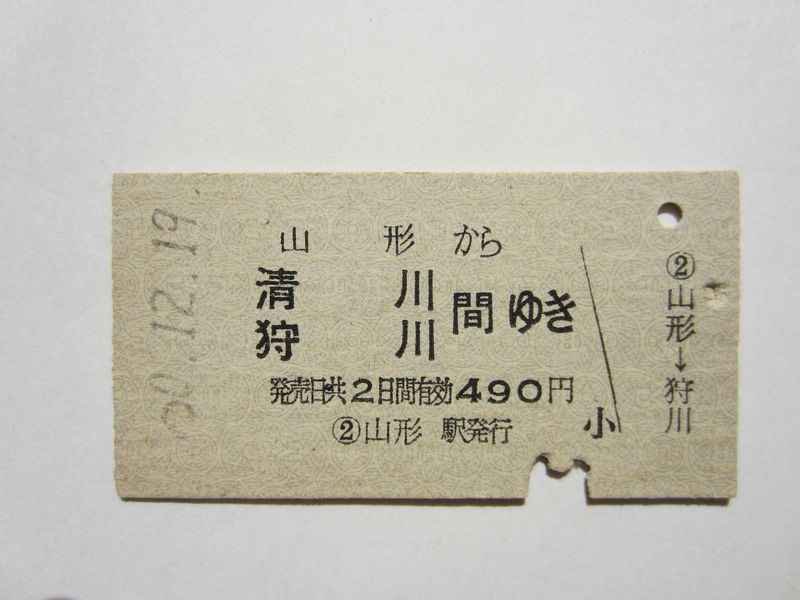 50.12.19
山形から
清川
狩川
間ゆき
発売日共2日間有効490円
②山形 駅発行
小
②山形→狩川